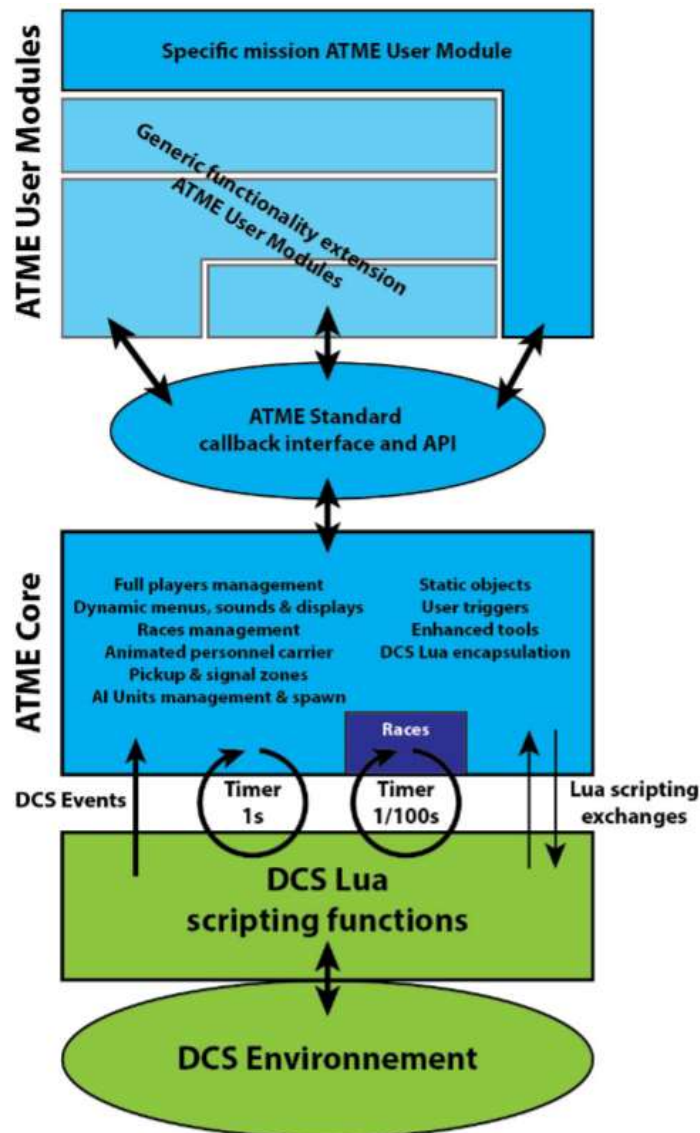 ATME User Modules
Specific mission ATME User Module
Generic functionality extension
ATME User Modules
ATME Standard
callback interface and API
ATME Core
Full players management
Dynamic menus, sounds & displays
Races management
Animated personnel carrier
Pickup & signal zones
AI Units management & spawn
Static objects
User triggers
Enhanced tools
DCS Lua encapsulation
Races
DCS Events
Timer
1s
Timer
1/100s
Lua scripting
exchanges
DCS Lua
scripting functions
DCS Environnement